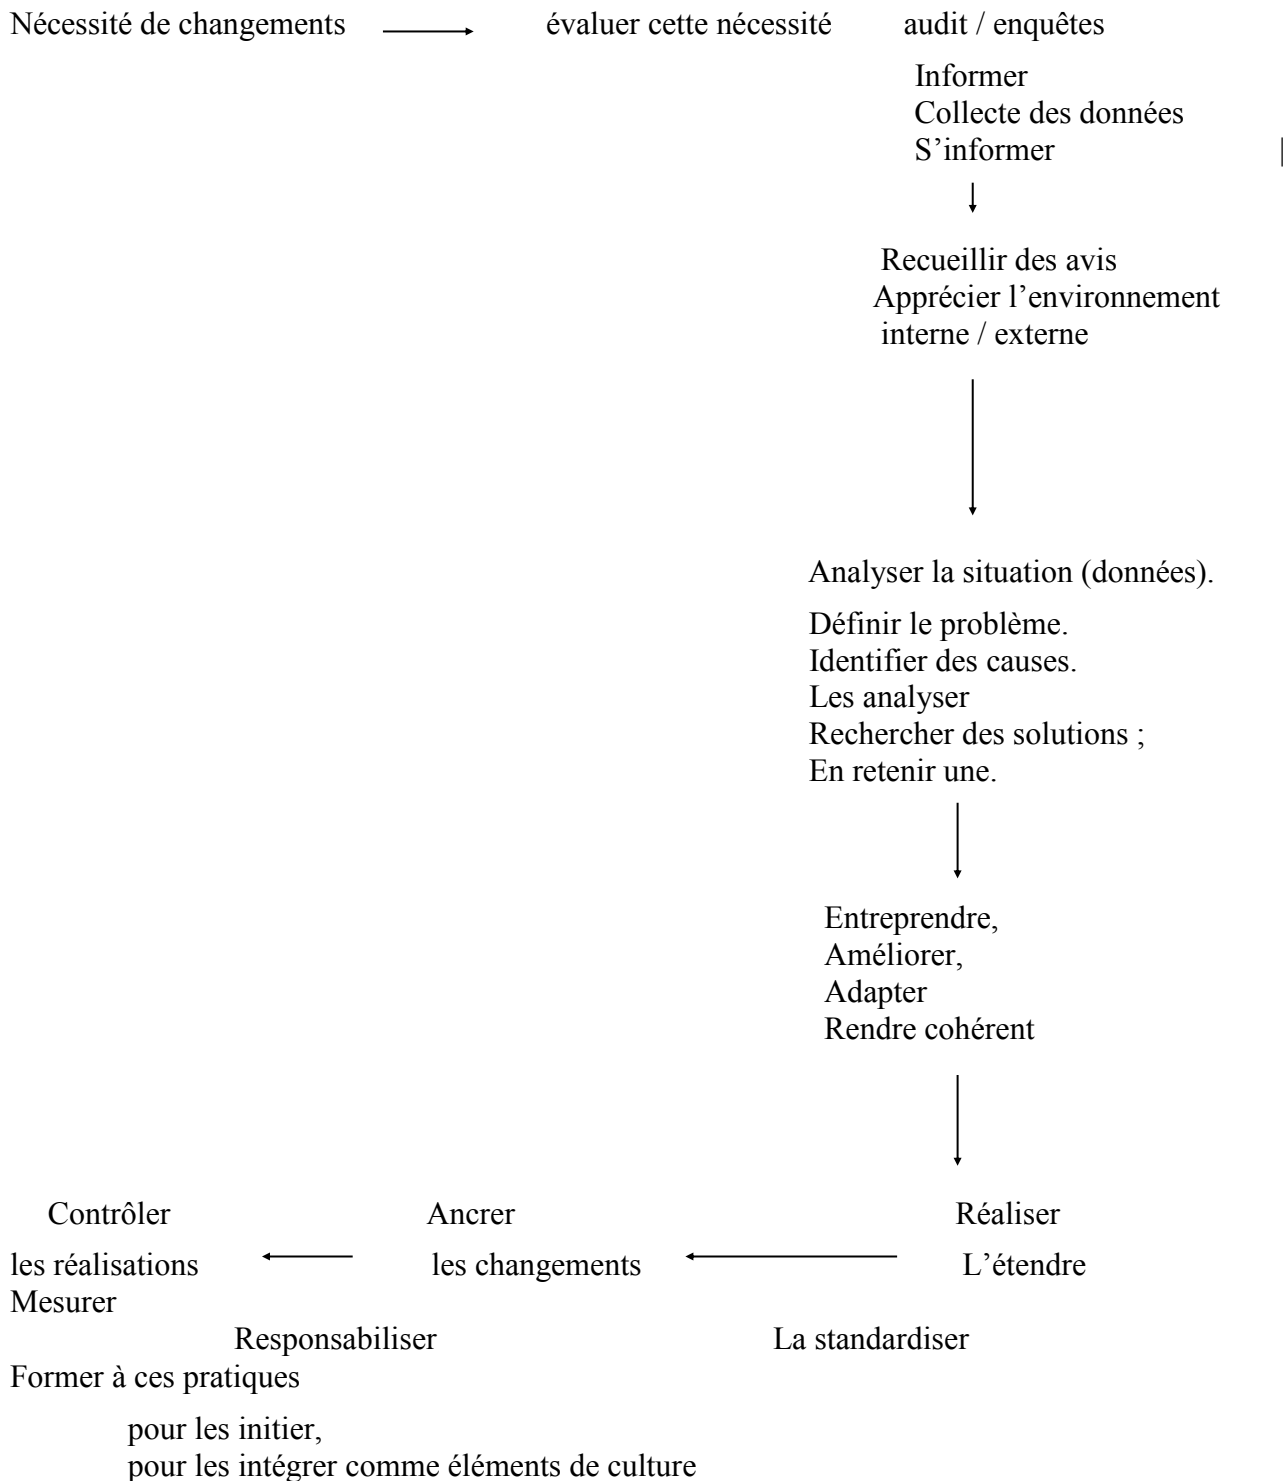 Nécessité de changements évaluer cette nécessité audit / enquêtes
Informer
Collecte des données
S’informer
Recueillir des avis
Apprécier l’environnement
interne / externe
Analyser la situation (données).
Définir le problème.
Identifier des causes.
Les analyser
Rechercher des solutions ;
En retenir une.
Entreprendre,
Améliorer,
Adapter
Rendre cohérent
Contrôler Ancrer Réaliser
les réalisations les changements L’étendre
Mesurer
Responsabiliser La standardiser
Former à ces pratiques
pour les initier,
pour les intégrer comme éléments de culture